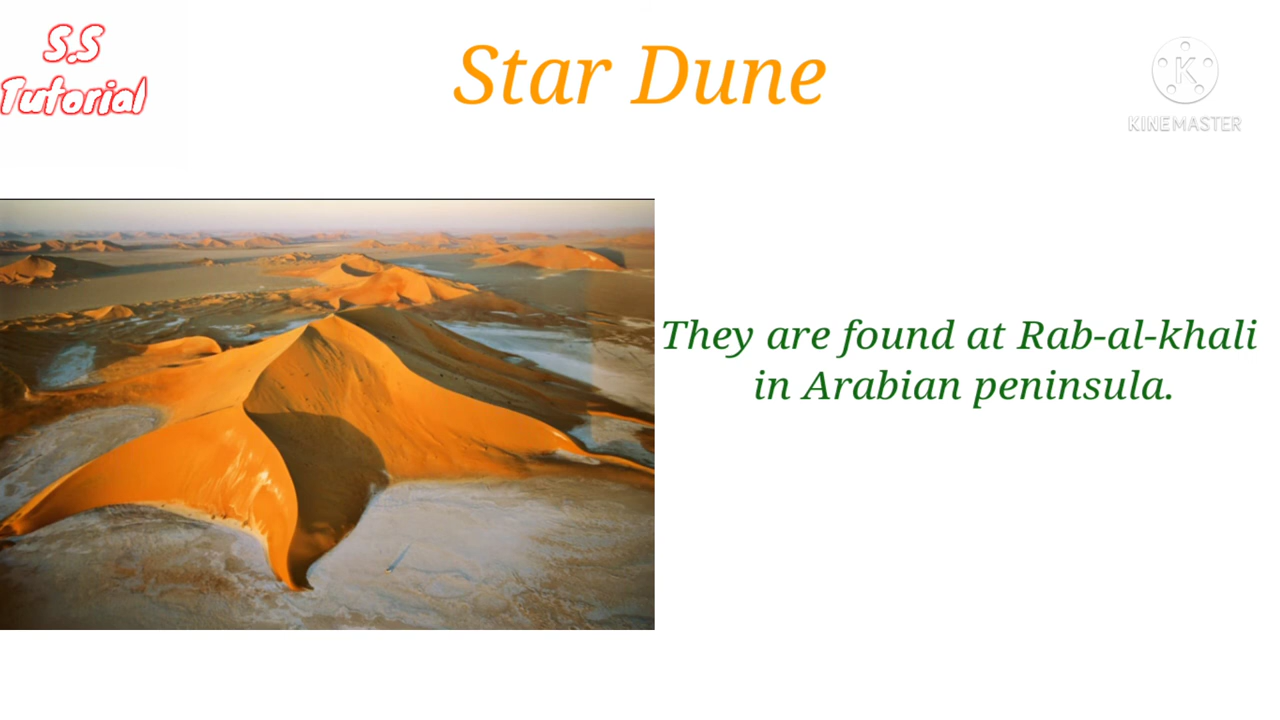 S.S
Tutorial
Star Dune
K
KINEMASTER
They are found at Rab-al-khali
in Arabian peninsula.